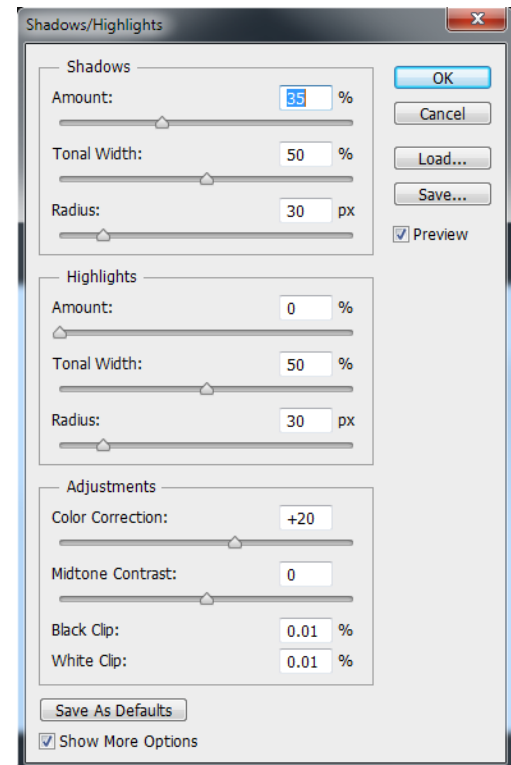 Shadows/Highlights
Shadows
Amount: 35 %
Tonal Width: 50 %
Radius: 30 px
Highlights
Amount: 0 %
Tonal Width: 50 %
Radius: 30 px
Adjustments
Color Correction: +20
Midtone Contrast: 0
Black Clip: 0.01 %
White Clip: 0.01 %
Save As Defaults
Show More Options
OK
Cancel
Load...
Save...
Preview